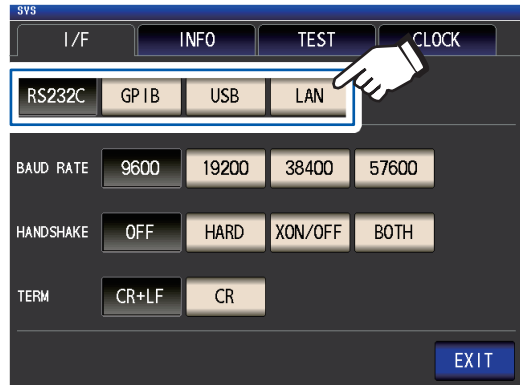 SYS
I/F INFO TEST CLOCK
RS232C GPIB USB LAN
BAUD RATE 9600 19200 38400 57600
HANDSHAKE OFF HARD XON/OFF BOTH
TERM CR+LF CR
EXIT